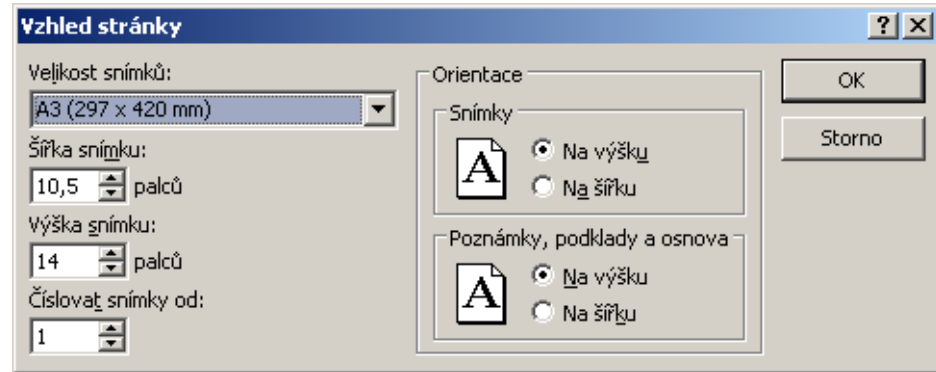 Vzhled stránky
Velikost snímků:
A3 (297 x 420 mm)
Šířka snímku:
10,5 palců
Výška snímku:
14 palců
Číslovat snímky od:
1
Orientace
Snímky
A
Na výšku
Na šířku
Poznámky, podklady a osnova
A
Na výšku
Na šířku
OK
Storno